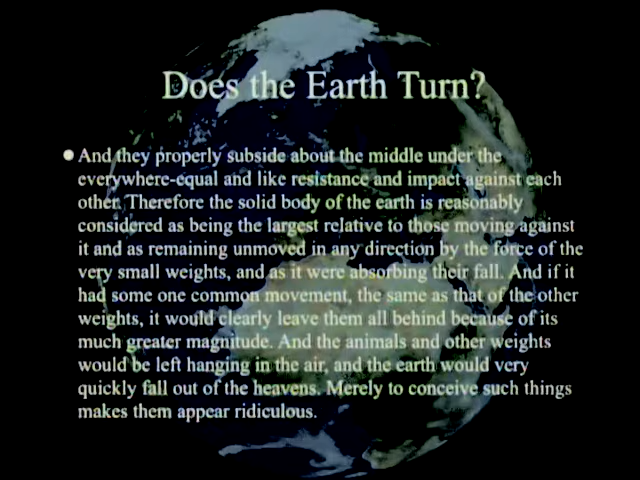 Does the Earth Turn?
And they properly subside about the middle under the
everywhere-equal and like resistance and impact against each
other. Therefore the solid body of the earth is reasonably
considered as being the largest relative to those moving against
it and as remaining unmoved in any direction by the force of the
very small weights, and as it were absorbing their fall. And if it
had some one common movement, the same as that of the other
weights, it would clearly leave them all behind because of its
much greater magnitude. And the animals and other weights
would be left hanging in the air, and the earth would very
quickly fall out of the heavens. Merely to conceive such things
makes them appear ridiculous.